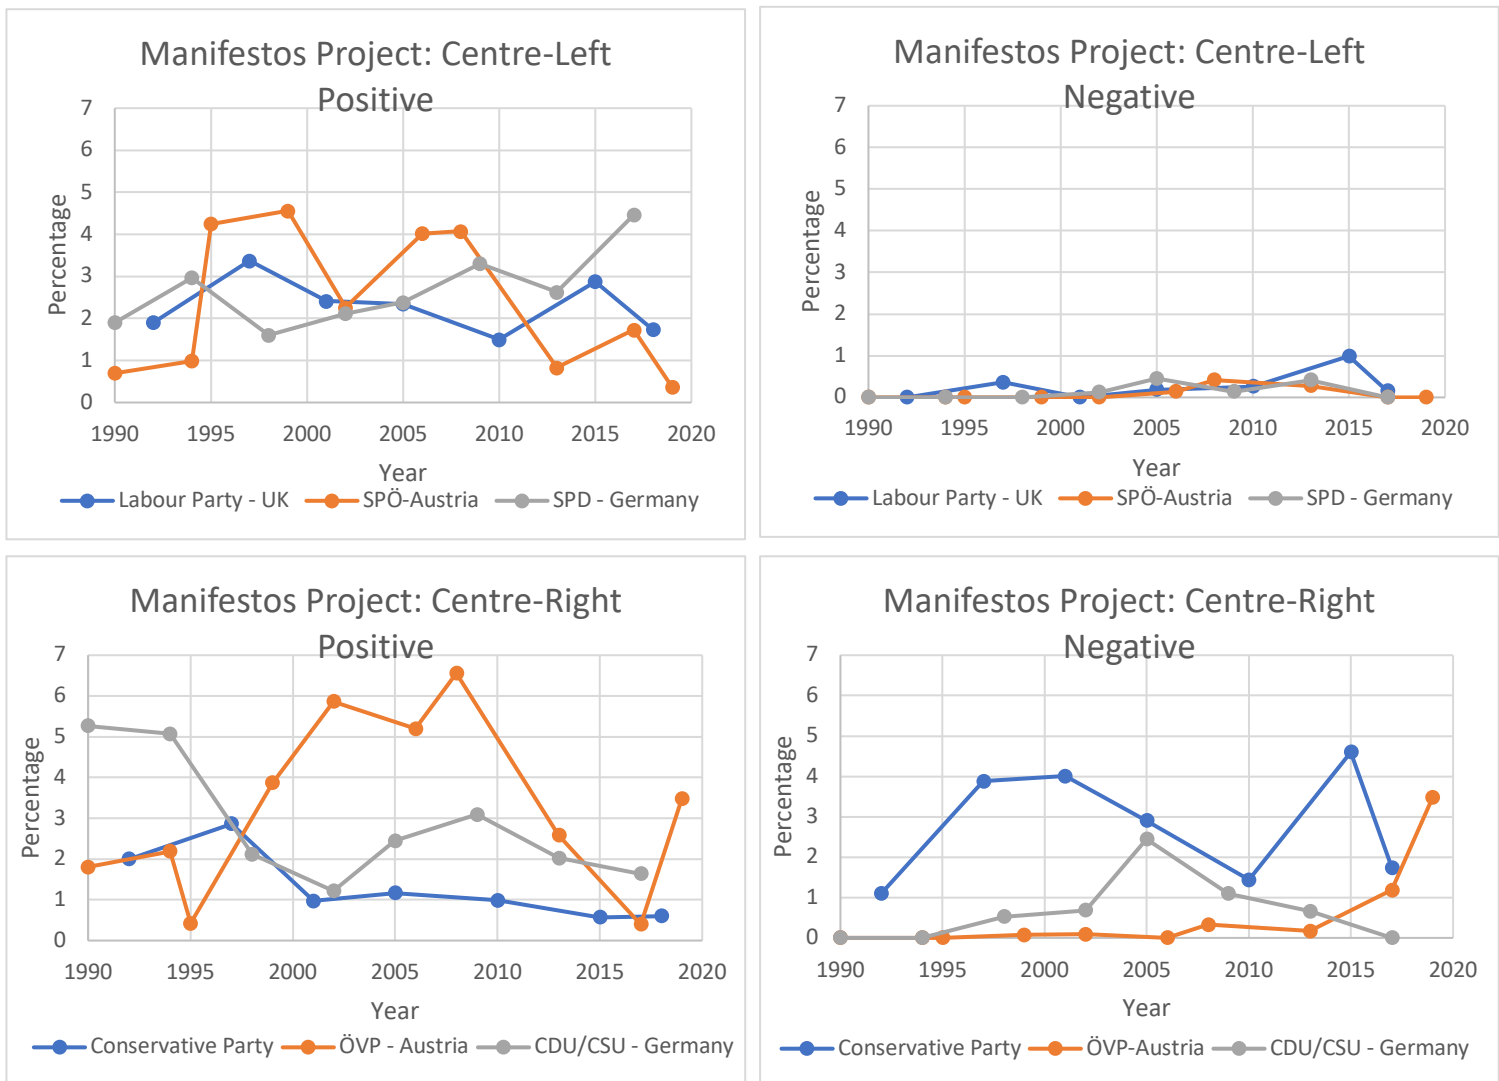 Manifestos Project: Centre-Left
Positive
7
6
5
4
3
2
1
0
Percentage
1990 1995 2000 2005 2010 2015 2020
Year
Labour Party - UK SPÖ-Austria SPD - Germany
Manifestos Project: Centre-Left
Negative
7
6
5
4
3
2
1
0
Percentage
1990 1995 2000 2005 2010 2015 2020
Year
Labour Party - UK SPÖ-Austria SPD - Germany
Manifestos Project: Centre-Right
Positive
7
6
5
4
3
2
1
0
Percentage
1990 1995 2000 2005 2010 2015 2020
Year
Conservative Party ÖVP - Austria CDU/CSU - Germany
Manifestos Project: Centre-Right
Negative
7
6
5
4
3
2
1
0
Percentage
1990 1995 2000 2005 2010 2015 2020
Year
Conservative Party ÖVP-Austria CDU/CSU - Germany